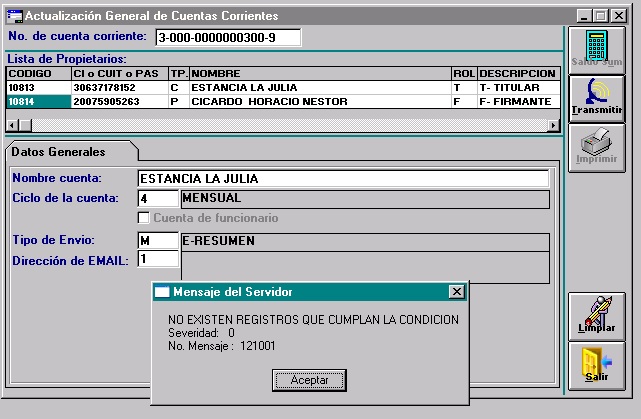 Actualización General de Cuentas Corrientes
No. de cuenta corriente: 3-000-0000000300-9
Lista de Propietarios:
CODIGO CI o CUIT o PAS TP. NOMBRE ROL DESCRIPCION
10813 30637178152 C ESTANCIA LA JULIA T T- TITULAR
10814 20075905263 P CICARDO HORACIO NESTOR F F- FIRMANTE
Saldo Sum
Transmitir
Imprimir
Datos Generales
Nombre cuenta: ESTANCIA LA JULIA
Ciclo de la cuenta: 4 MENSUAL
Cuenta de funcionario
Tipo de Envio: M E-RESUMEN
Dirección de EMAIL: 1
Mensaje del Servidor
NO EXISTEN REGISTROS QUE CUMPLAN LA CONDICION
Severidad: 0
No. Mensaje : 121001
Aceptar
Limpiar
Salir